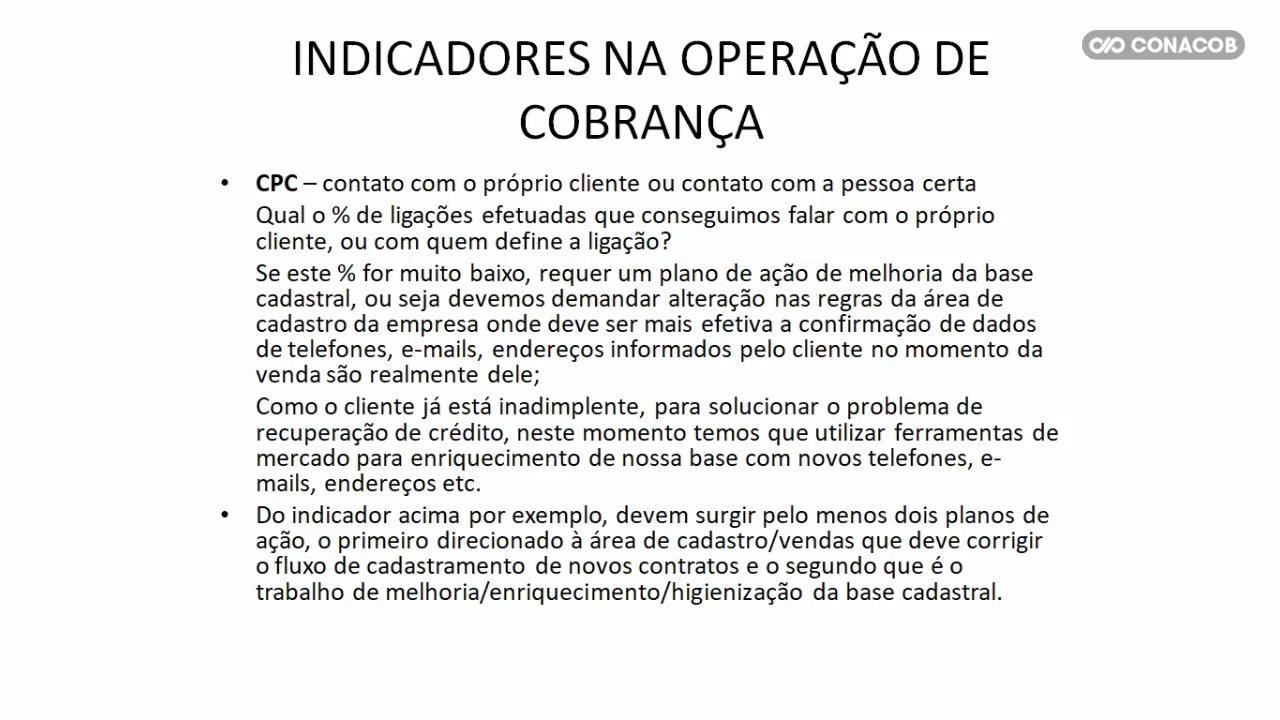 INDICADORES NA OPERAÇÃO DE
COBRANÇA
CONACOB
• CPC – contato com o próprio cliente ou contato com a pessoa certa
Qual o % de ligações efetuadas que conseguimos falar com o próprio
cliente, ou com quem define a ligação?
Se este % for muito baixo, requer um plano de ação de melhoria da base
cadastral, ou seja devemos demandar alteração nas regras da área de
cadastro da empresa onde deve ser mais efetiva a confirmação de dados
de telefones, e-mails, endereços informados pelo cliente no momento da
venda são realmente dele;
Como o cliente já está inadimplente, para solucionar o problema de
recuperação de crédito, neste momento temos que utilizar ferramentas de
mercado para enriquecimento de nossa base com novos telefones, e-
mails, endereços etc.
• Do indicador acima por exemplo, devem surgir pelo menos dois planos de
ação, o primeiro direcionado à área de cadastro/vendas que deve corrigir
o fluxo de cadastramento de novos contratos e o segundo que é o
trabalho de melhoria/enriquecimento/higienização da base cadastral.